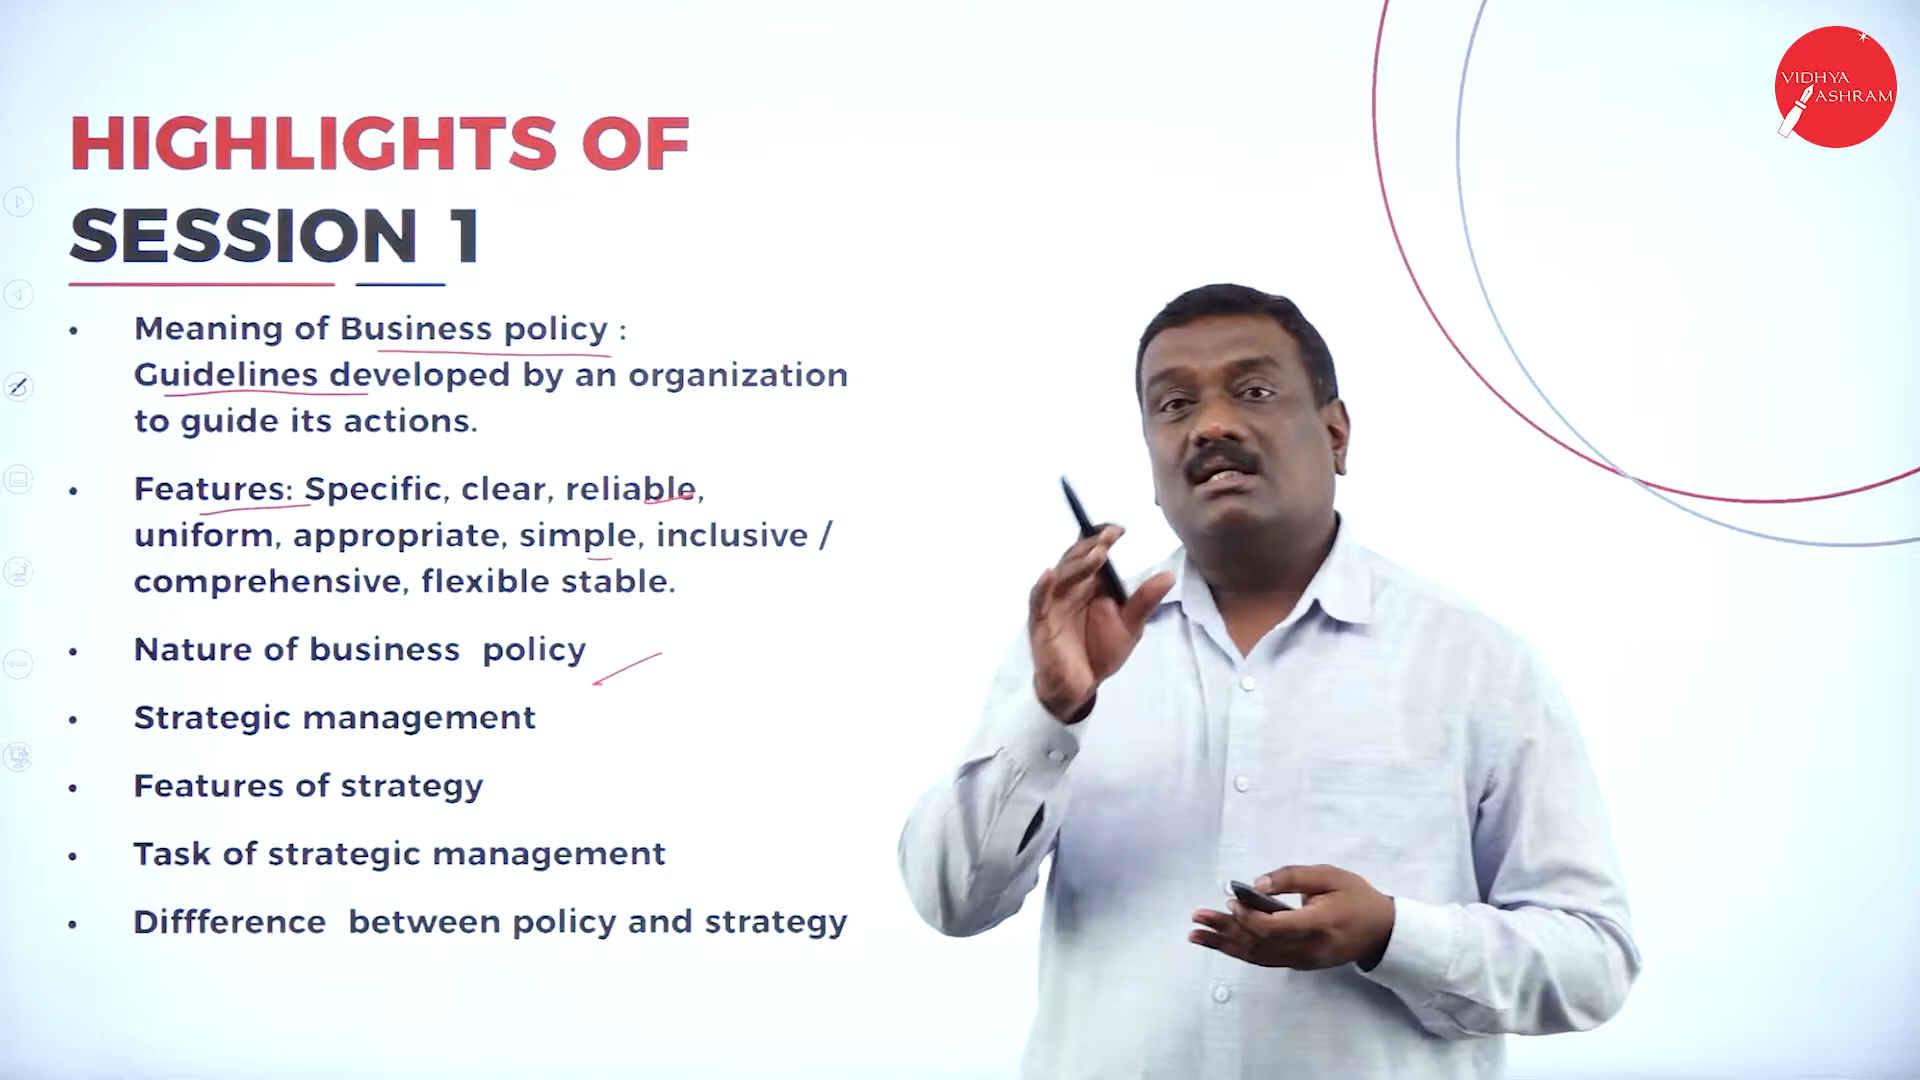 VIDHYA
ASHRAM
HIGHLIGHTS OF
SESSION 1
• Meaning of Business policy :
Guidelines developed by an organization
to guide its actions.
• Features: Specific, clear, reliable,
uniform, appropriate, simple, inclusive /
comprehensive, flexible stable.
• Nature of business  policy
• Strategic management
• Features of strategy
• Task of strategic management
• Diffference  between policy and strategy